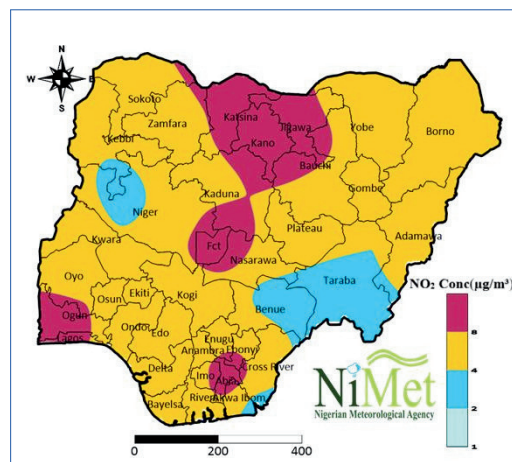 N
W E
S
Sokoto
Katsina
Jigawa
Zamfara
Kano
Yobe
Borno
Kebbi
Bauchi
Kaduna
Gombe
Niger
Plateau
Adamawa
Fct
Nasarawa
Kwara
Taraba
NO₂ Conc(µg/m³)
Oyo
Kogi
Benue
8
Ekiti
Osun
Ogun
Ondo
Edo
Enugu
Lagos
Anambra
Ebonyi
4
Cross River
Delta
Imo
Abia
NiMet
2
Rivers
Akwa Ibom
Bayelsa
Nigerian Meteorological Agency
1
0 200 400